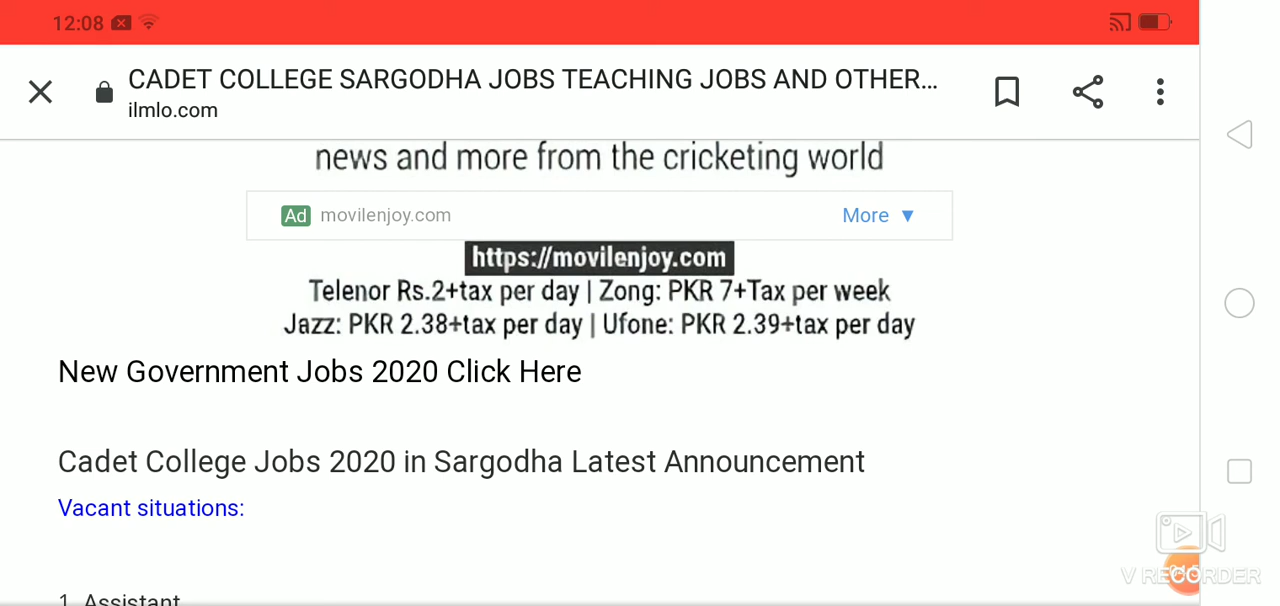 12:08
CADET COLLEGE SARGODHA JOBS TEACHING JOBS AND OTHER...
ilmlo.com
news and more from the cricketing world
Ad movilenjoy.com More ▼
https://movilenjoy.com
Telenor Rs.2+tax per day | Zong: PKR 7+Tax per week
Jazz: PKR 2.38+tax per day | Ufone: PKR 2.39+tax per day
New Government Jobs 2020 Click Here
Cadet College Jobs 2020 in Sargodha Latest Announcement
Vacant situations:
1. Assistant
V RECORDER